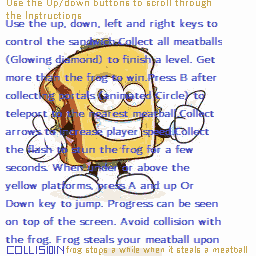 Use the Up/down buttons to scroll through
the Instructions
Use the up, down, left and right keys to
control the sandwich.Collect all meatballs
(Glowing diamond) to finish a level. Get
more than the frog to win.Press B after
collecting portals (animated Circle) to
teleport to the nearest meatball.Collect
arrows to increase player speed.Collect
the flash to stun the frog for a few
seconds. When under or above the
yellow platforms, press A and up Or
Down key to jump. Progress can be seen
on top of the screen. Avoid collision with
the frog. Frog steals your meatball upon
COLLISION frog stops a while when it steals a meatball